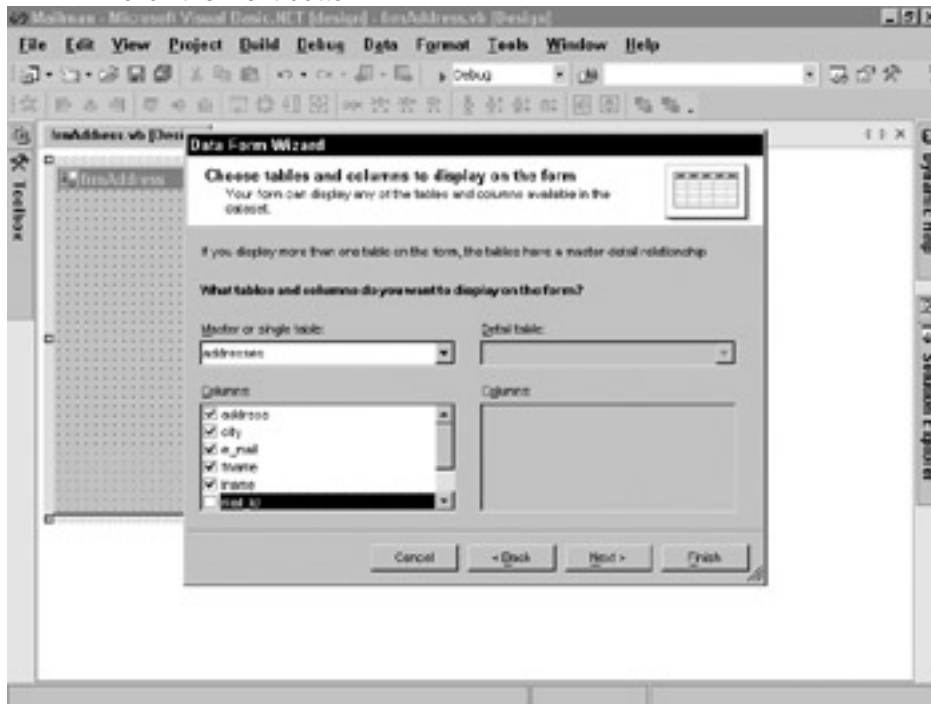 Mailman - Microsoft Visual Basic.NET [design] - frmAddress.vb [Design]
File Edit View Project Build Debug Data Format Tools Window Help
Debug
frmAddress.vb [Desi
Toolbox
frmAddress
Dynamic Help
Solution Explorer
Data Form Wizard
Choose tables and columns to display on the form
Your form can display any of the tables and columns available in the
dataset.
If you display more than one table on the form, the tables have a master-detail relationship
What tables and columns do you want to display on the form?
Master or single table:
Detail table:
addresses
Columns:
Columns:
address
city
e_mail
fname
lname
mail_id
Cancel
< Back
Next >
Finish